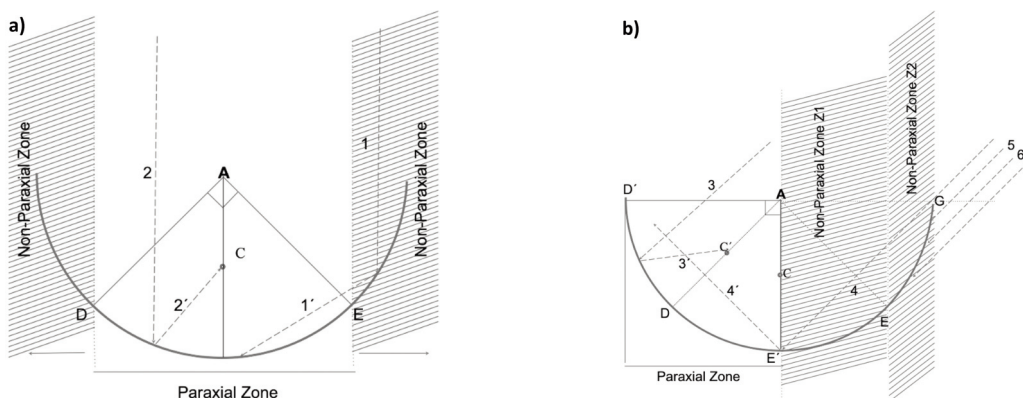 a)
Non-Paraxial Zone
2
A
C
2´
1´
1
Non-Paraxial Zone
D
E
Paraxial Zone
b)
Non-Paraxial Zone Z1
Non-Paraxial Zone Z2
5
6
3
D´
A
G
C´
3´
C
4´
4
D
E
E´
Paraxial Zone